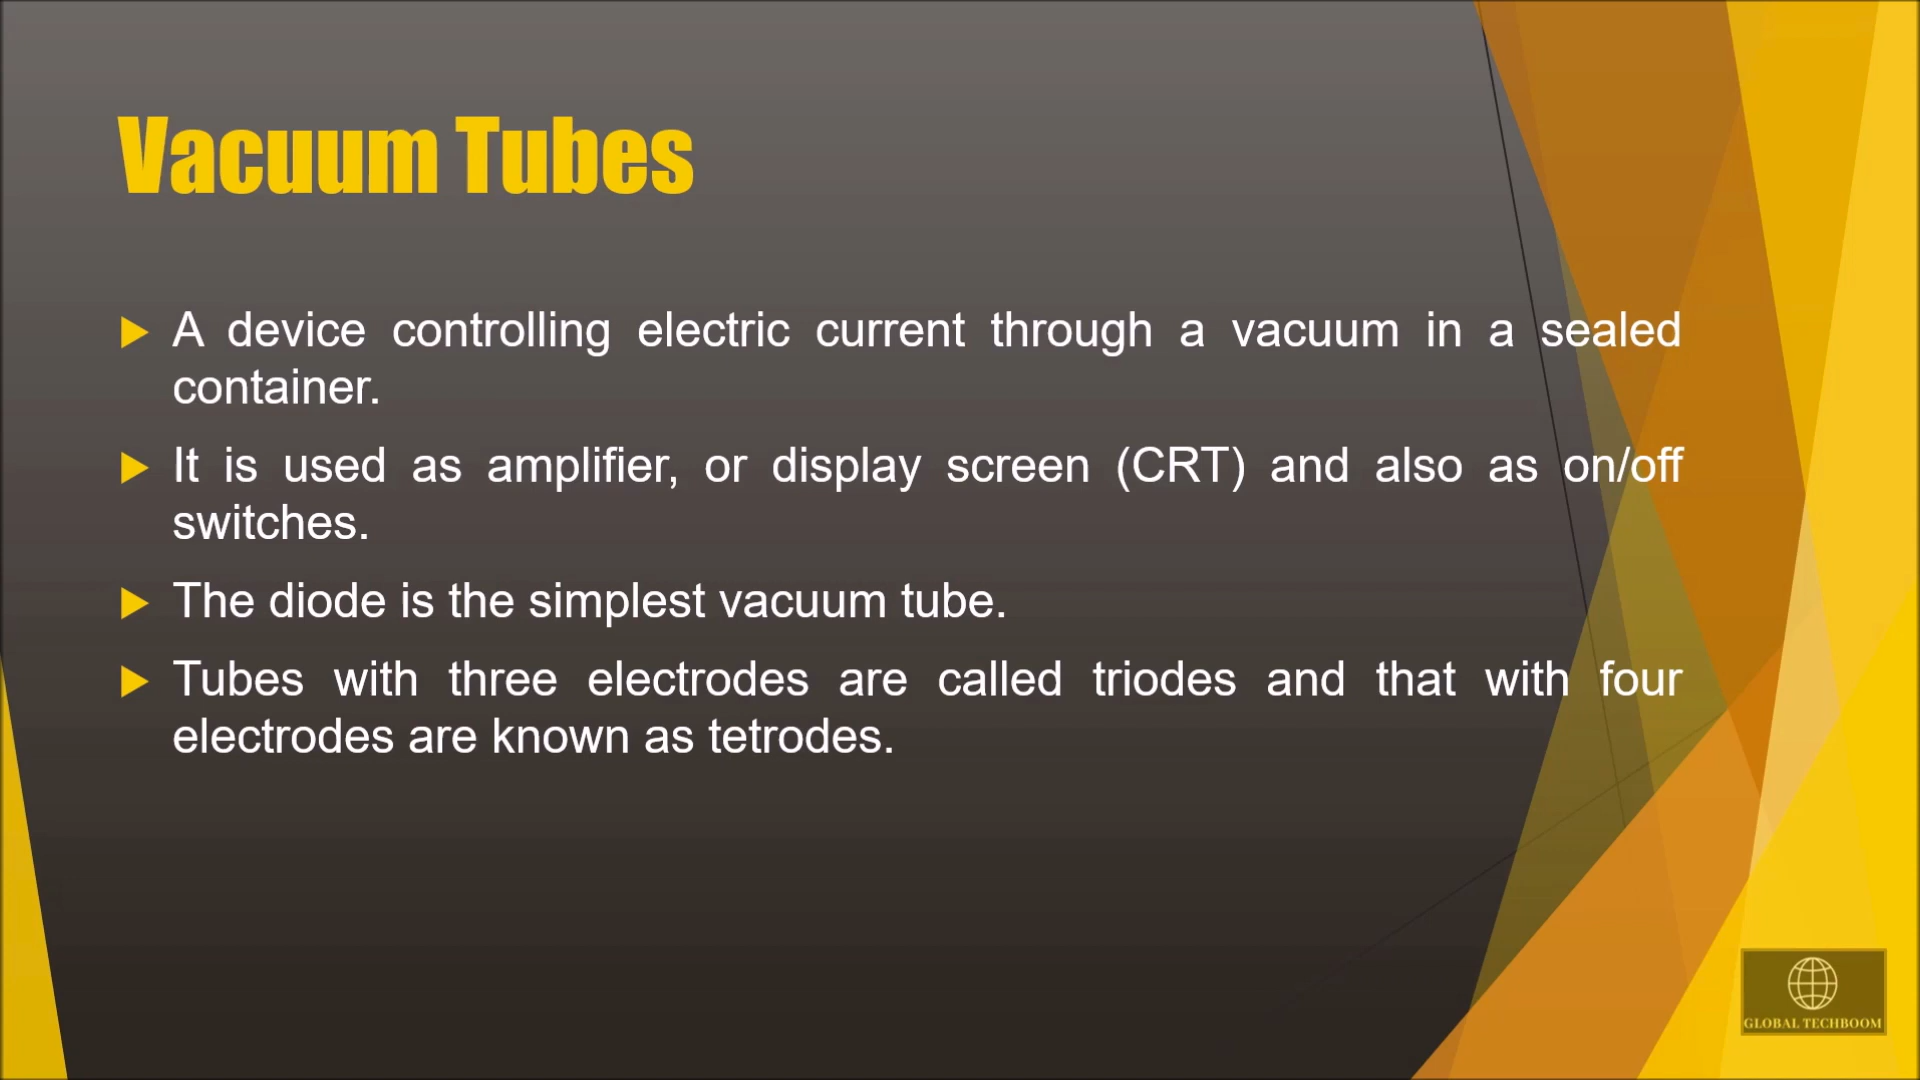 Vacuum Tubes
A device controlling electric current through a vacuum in a sealed
container.
It is used as amplifier, or display screen (CRT) and also as on/off
switches.
The diode is the simplest vacuum tube.
Tubes with three electrodes are called triodes and that with four
electrodes are known as tetrodes.
GLOBAL TECHBOOM